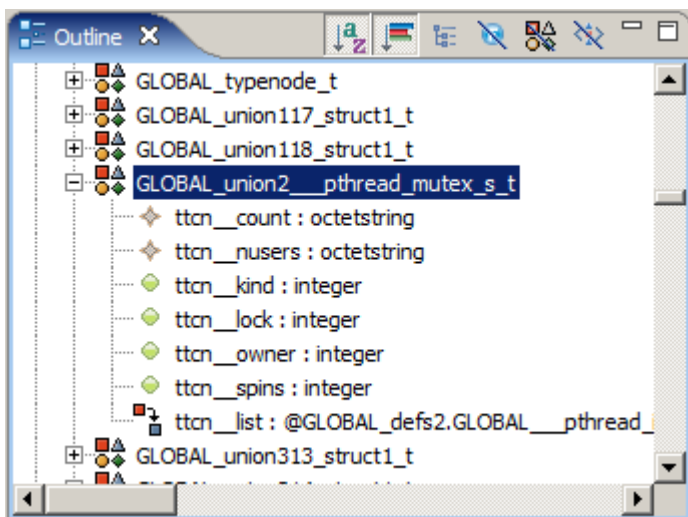 Outline
GLOBAL_typenode_t
GLOBAL_union117_struct1_t
GLOBAL_union118_struct1_t
GLOBAL_union2___pthread_mutex_s_t
ttcn__count : octetstring
ttcn__nusers : octetstring
ttcn__kind : integer
ttcn__lock : integer
ttcn__owner : integer
ttcn__spins : integer
ttcn__list : @GLOBAL_defs2.GLOBAL___pthread_
GLOBAL_union313_struct1_t